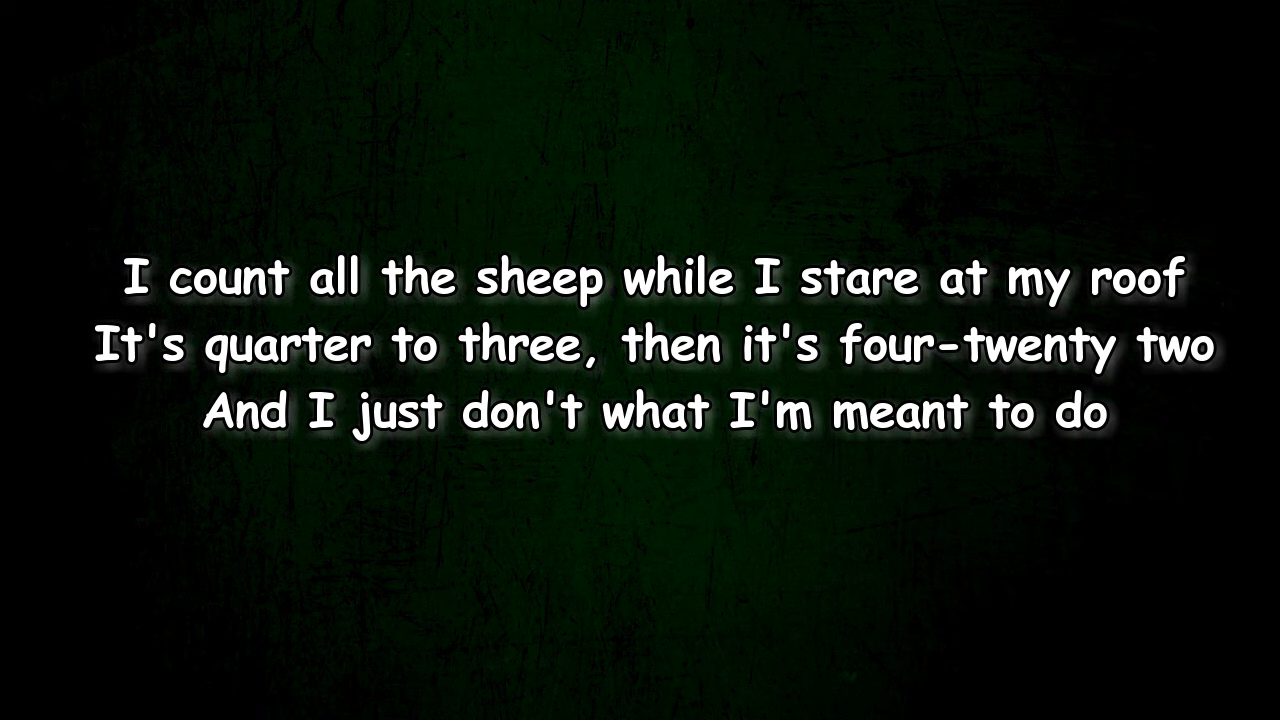 I count all the sheep while I stare at my roof
It's quarter to three, then it's four-twenty two
And I just don't what I'm meant to do